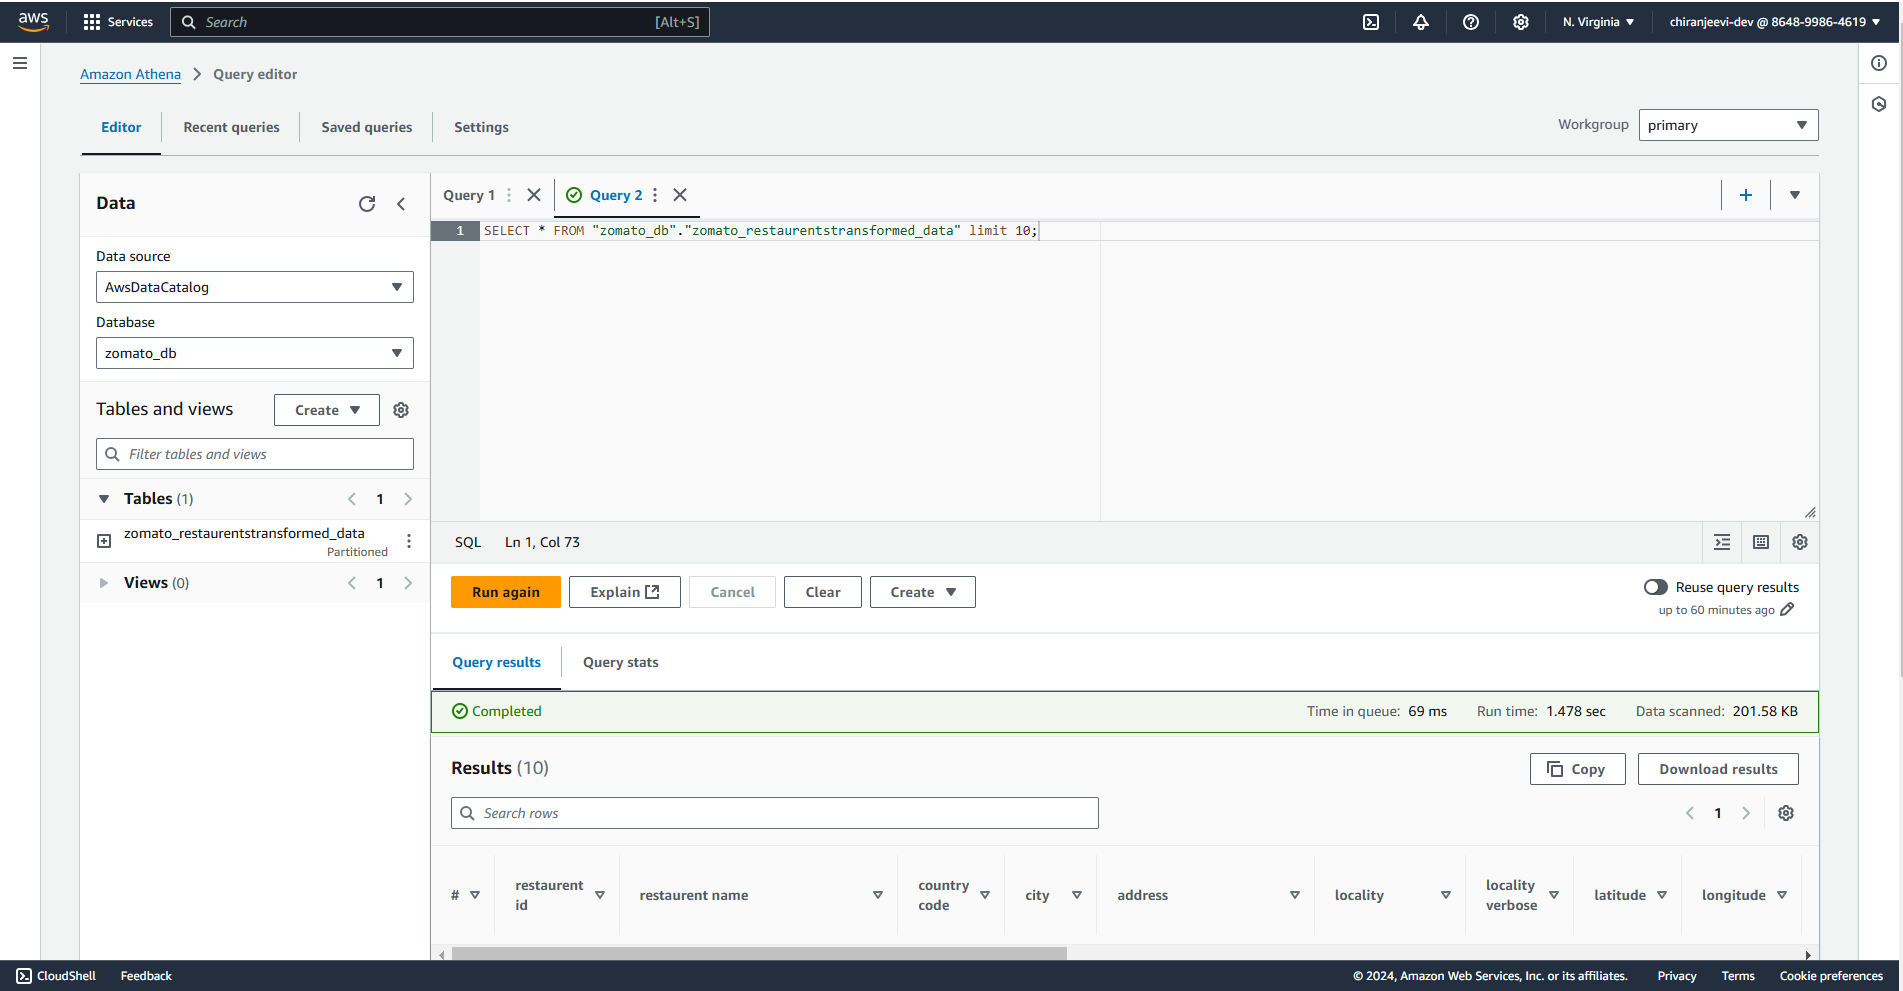 aws Services Search [Alt+S] N. Virginia chiranjeevi-dev @ 8648-9986-4619
Amazon Athena > Query editor
Editor Recent queries Saved queries Settings Workgroup primary
Data
Data source
AwsDataCatalog
Database
zomato_db
Tables and views Create
Filter tables and views
Tables (1) < 1 >
zomato_restaurentstransformed_data
Partitioned
Views (0) < 1 >
Query 1 Query 2
1 SELECT * FROM "zomato_db"."zomato_restaurentstransformed_data" limit 10;
SQL Ln 1, Col 73
Run again Explain Cancel Clear Create
Reuse query results
up to 60 minutes ago
Query results Query stats
Completed Time in queue: 69 ms Run time: 1.478 sec Data scanned: 201.58 KB
Results (10) Copy Download results
Search rows < 1 >
# restaurent id restaurent name country code city address locality locality verbose latitude longitude
CloudShell Feedback © 2024, Amazon Web Services, Inc. or its affiliates. Privacy Terms Cookie preferences